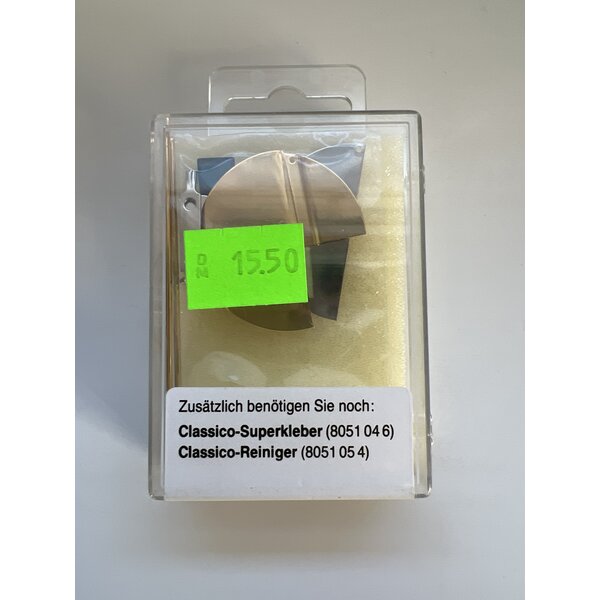 DM 15.50
Zusätzlich benötigen Sie noch:
Classico-Superkleber (8051 04 6)
Classico-Reiniger (8051 05 4)